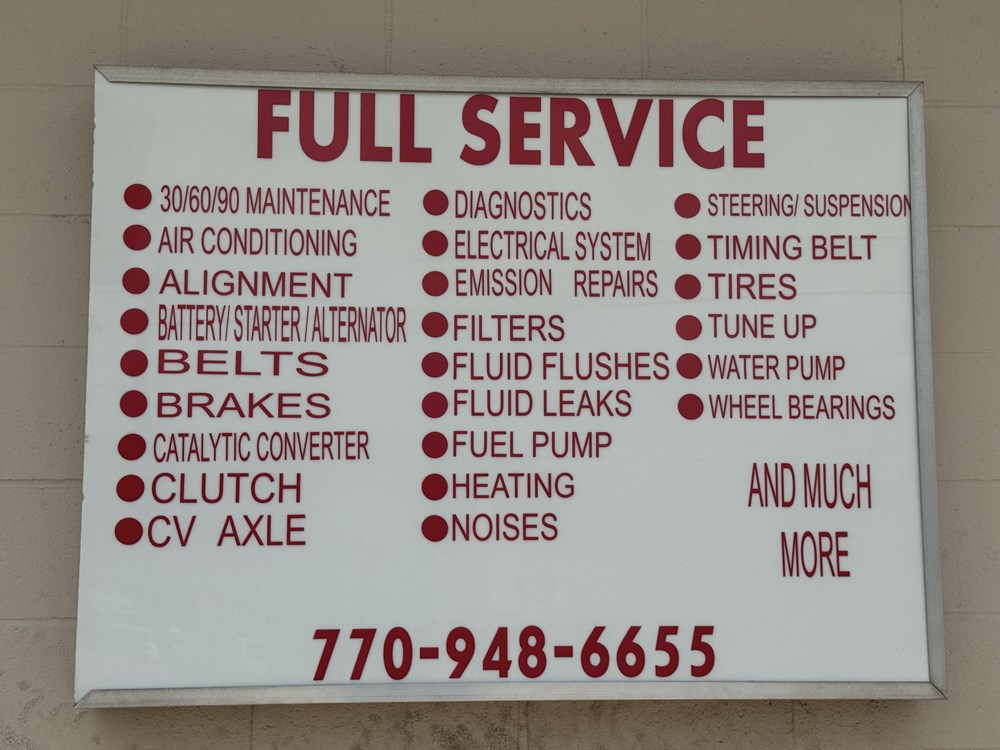 FULL SERVICE
30/60/90 MAINTENANCE
AIR CONDITIONING
ALIGNMENT
BATTERY/ STARTER / ALTERNATOR
BELTS
BRAKES
CATALYTIC CONVERTER
CLUTCH
CV AXLE
DIAGNOSTICS
ELECTRICAL SYSTEM
EMISSION REPAIRS
FILTERS
FLUID FLUSHES
FLUID LEAKS
FUEL PUMP
HEATING
NOISES
STEERING/ SUSPENSION
TIMING BELT
TIRES
TUNE UP
WATER PUMP
WHEEL BEARINGS
AND MUCH
MORE
770-948-6655